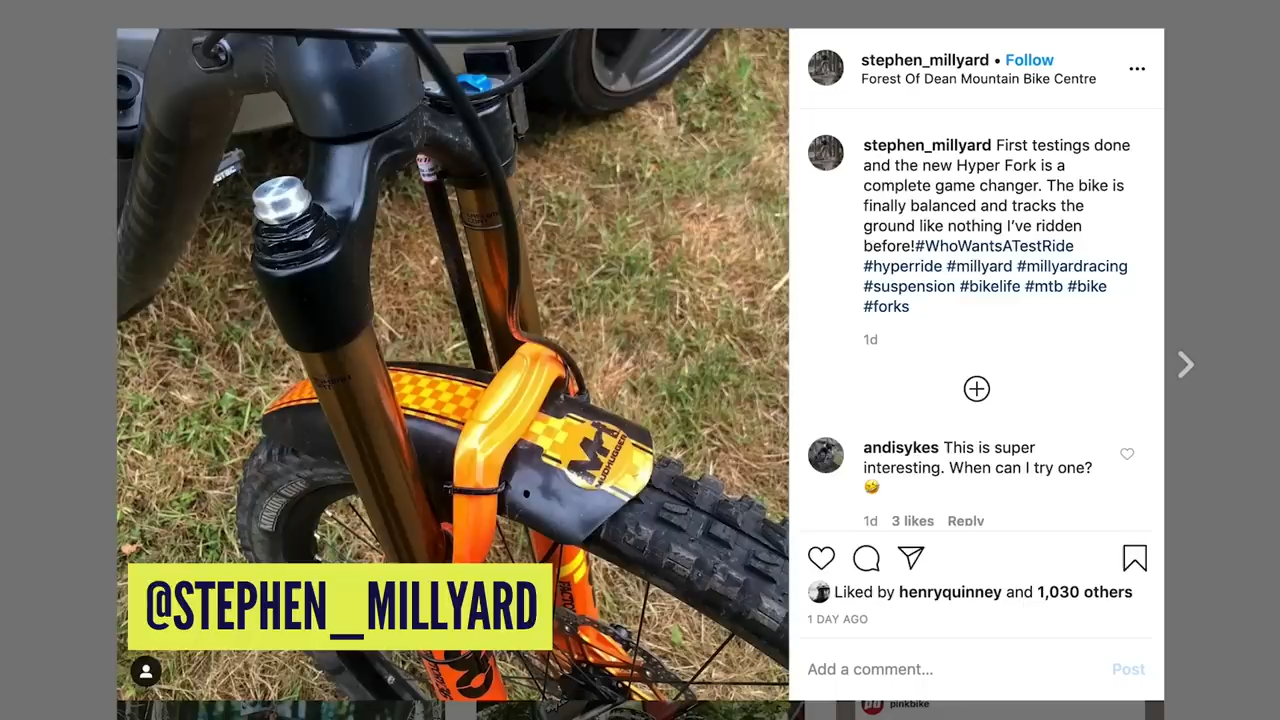 stephen_millyard • Follow
Forest Of Dean Mountain Bike Centre
stephen_millyard First testings done
and the new Hyper Fork is a
complete game changer. The bike is
finally balanced and tracks the
ground like nothing I’ve ridden
before!#WhoWantsATestRide
#hyperride #millyard #millyardracing
#suspension #bikelife #mtb #bike
#forks
1d
andisykes This is super
interesting. When can I try one?
🤣
1d 3 likes Reply
Liked by henryquinney and 1,030 others
1 DAY AGO
Add a comment... Post
pinkbike
MUDHUGGER
@STEPHEN_MILLYARD